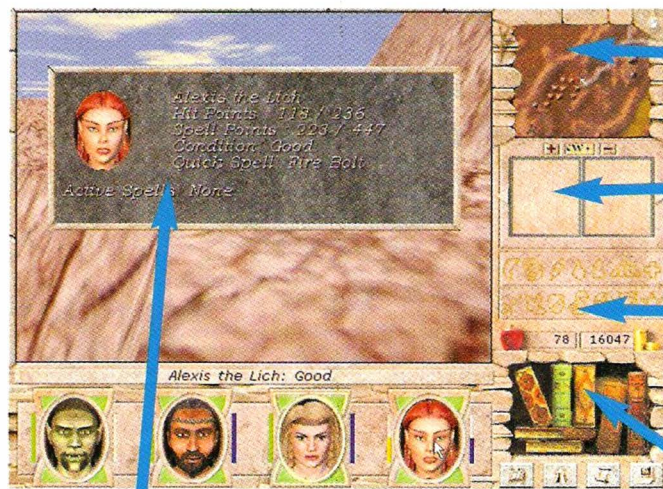 Alexis the Lich
Hit Points 118 / 236
Spell Points 223 / 447
Condition Good
Quick Spell Fire Bolt
Active Spells None
+ W —
78 16047
Alexis the Lich: Good